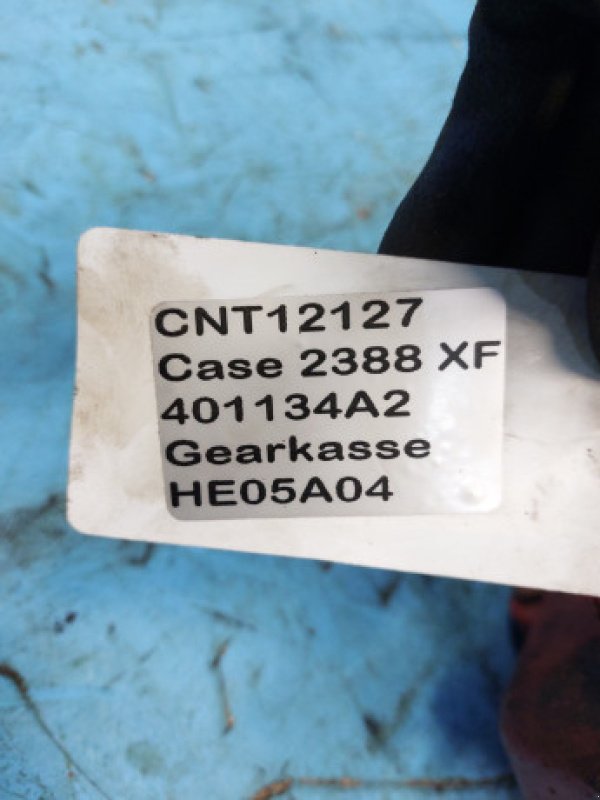 CNT12127
Case 2388 XF
401134A2
Gearkasse
HE05A04